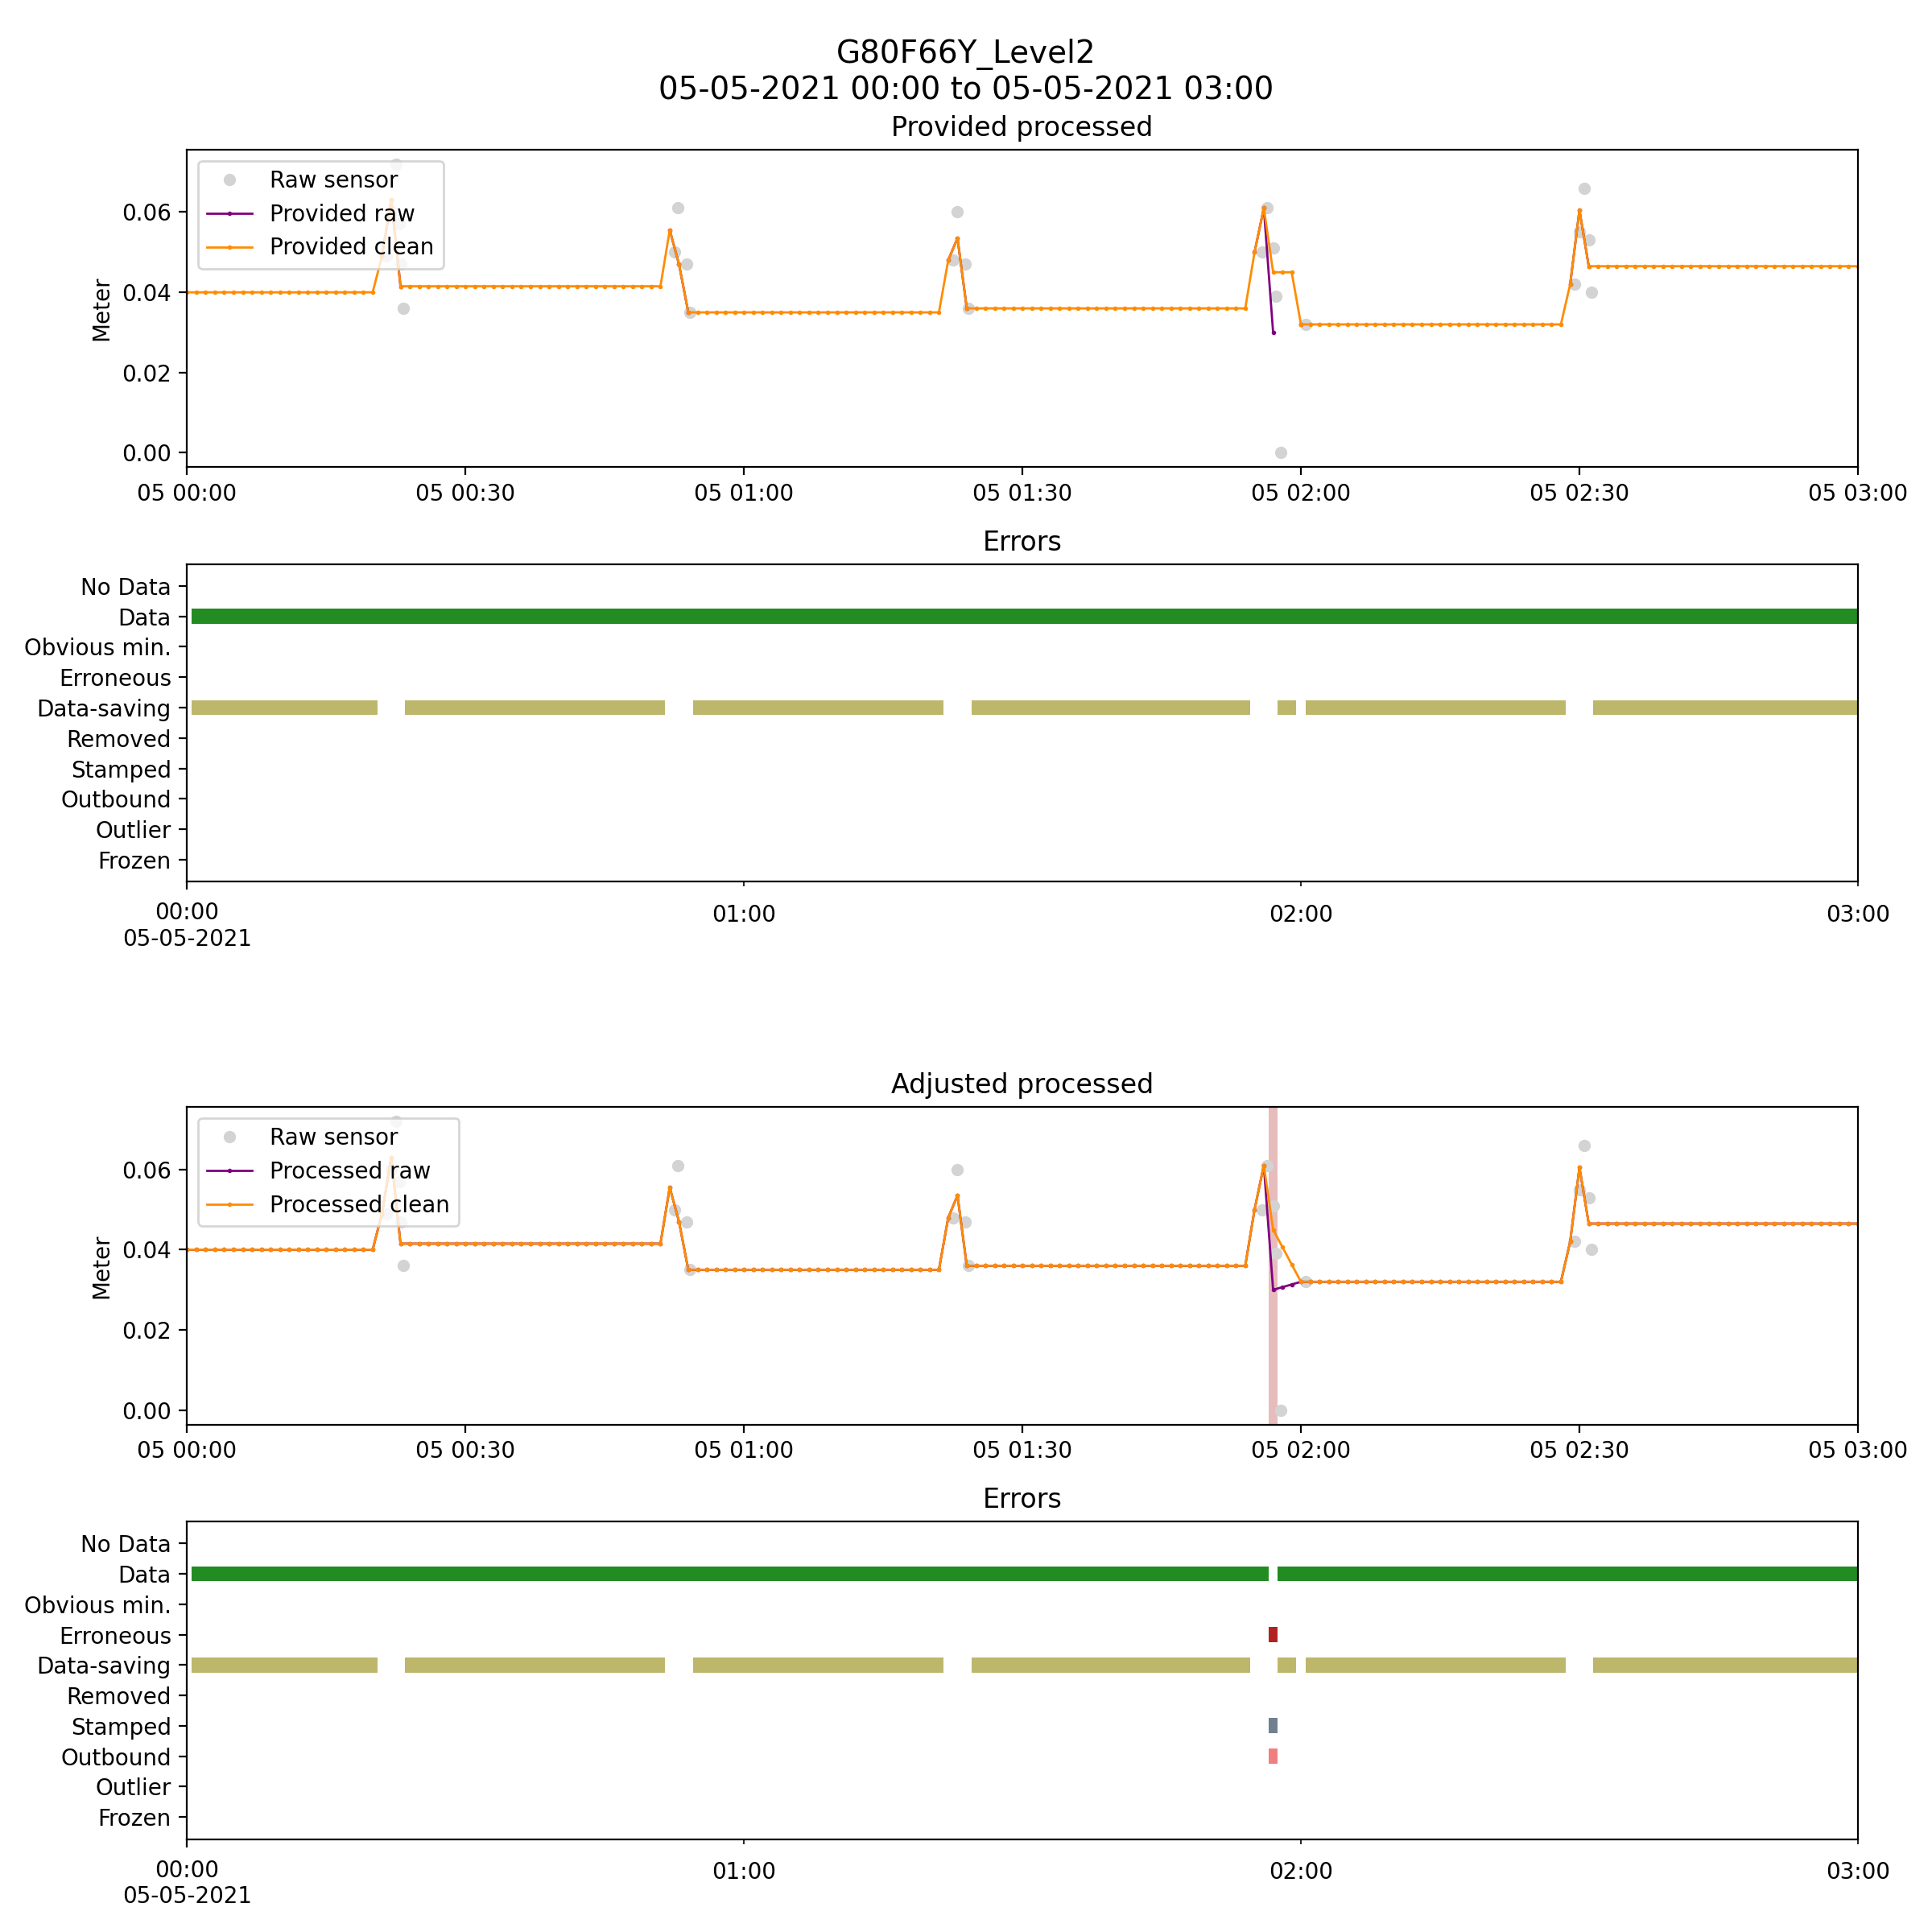 G80F66Y_Level2
05-05-2021 00:00 to 05-05-2021 03:00
Provided processed
Raw sensor
Provided raw
Provided clean
Meter
0.06
0.04
0.02
0.00
05 00:00 05 00:30 05 01:00 05 01:30 05 02:00 05 02:30 05 03:00
Errors
No Data
Data
Obvious min.
Erroneous
Data-saving
Removed
Stamped
Outbound
Outlier
Frozen
00:00 01:00 02:00 03:00
05-05-2021
Adjusted processed
Raw sensor
Processed raw
Processed clean
Meter
0.06
0.04
0.02
0.00
05 00:00 05 00:30 05 01:00 05 01:30 05 02:00 05 02:30 05 03:00
Errors
No Data
Data
Obvious min.
Erroneous
Data-saving
Removed
Stamped
Outbound
Outlier
Frozen
00:00 01:00 02:00 03:00
05-05-2021